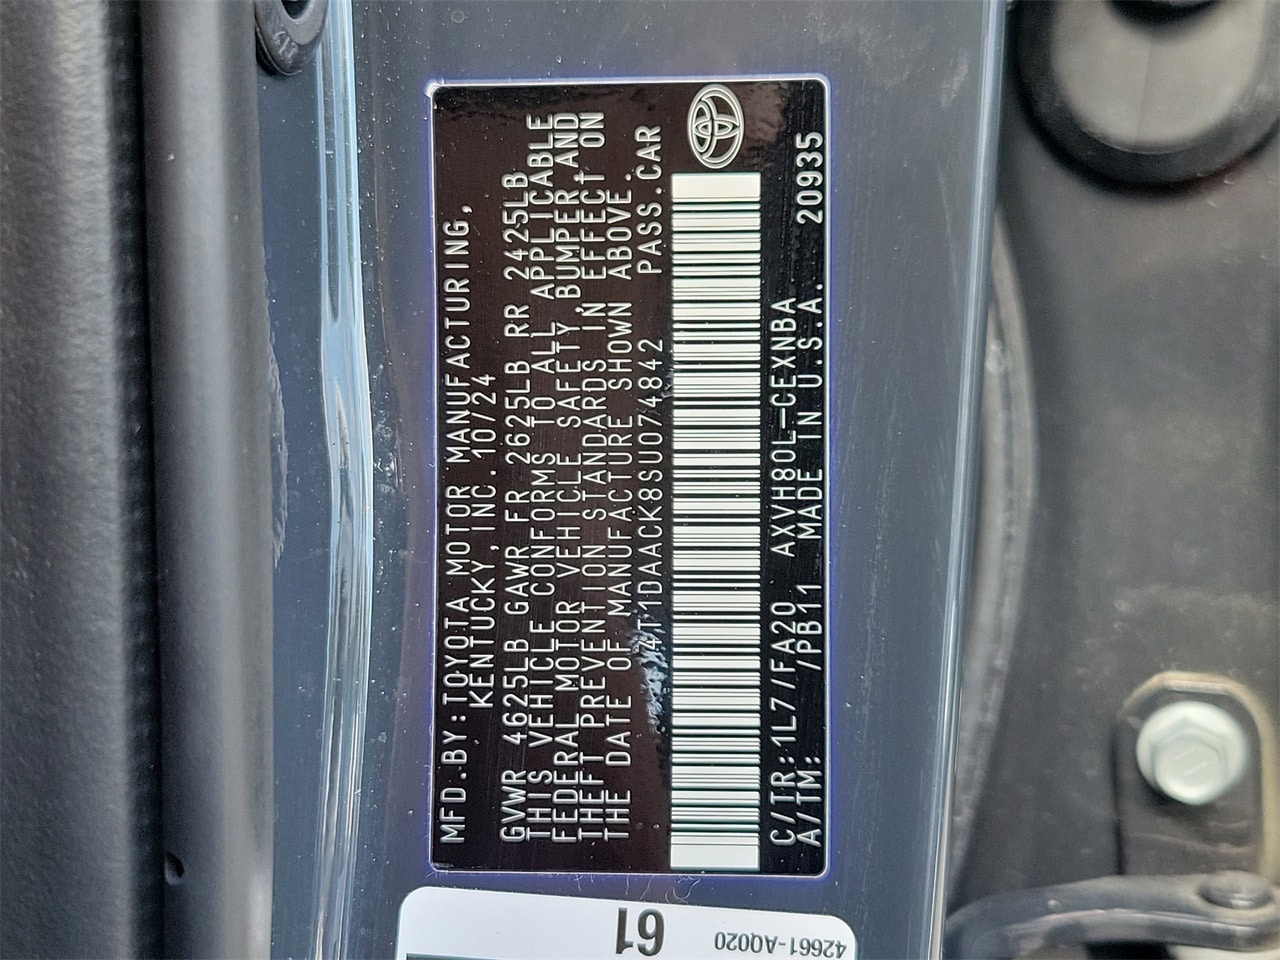 MFD.BY:TOYOTA MOTOR MANUFACTURING,
KENTUCKY, INC. 10/24
GVWR 4625LB GAWR FR 2625LB RR 2425LB
THIS VEHICLE CONFORMS TO ALL APPLICABLE
FEDERAL MOTOR VEHICLE SAFETY, BUMPER AND
THEFT PREVENTION STANDARDS IN EFFECT ON
THE DATE OF MANUFACTURE SHOWN ABOVE.
4T1DAACK8SU074842 PASS.CAR
C/TR:1L7/FA20 AXVH80L-CEXNBA
A/TM: /PB11 MADE IN U.S.A. 20935
61
42661-AQ020